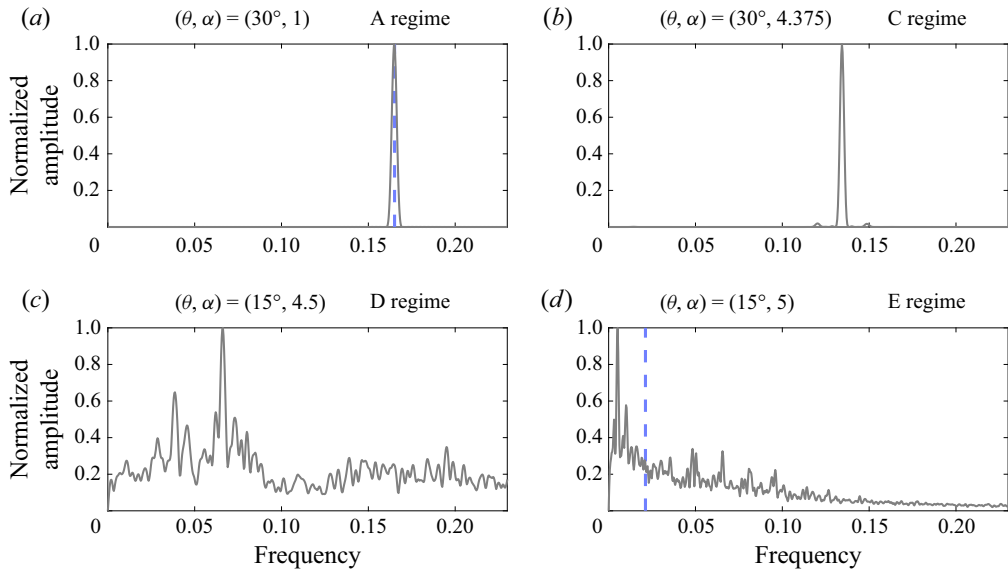 (a) (θ, α) = (30°, 1) A regime
(b) (θ, α) = (30°, 4.375) C regime
1.0
0.8
0.6
0.4
0.2
0 0.05 0.10 0.15 0.20
Normalized
amplitude
1.0
0.8
0.6
0.4
0.2
0 0.05 0.10 0.15 0.20
(c) (θ, α) = (15°, 4.5) D regime
(d) (θ, α) = (15°, 5) E regime
1.0
0.8
0.6
0.4
0.2
0 0.05 0.10 0.15 0.20
Normalized
amplitude
Frequency
1.0
0.8
0.6
0.4
0.2
0 0.05 0.10 0.15 0.20
Frequency